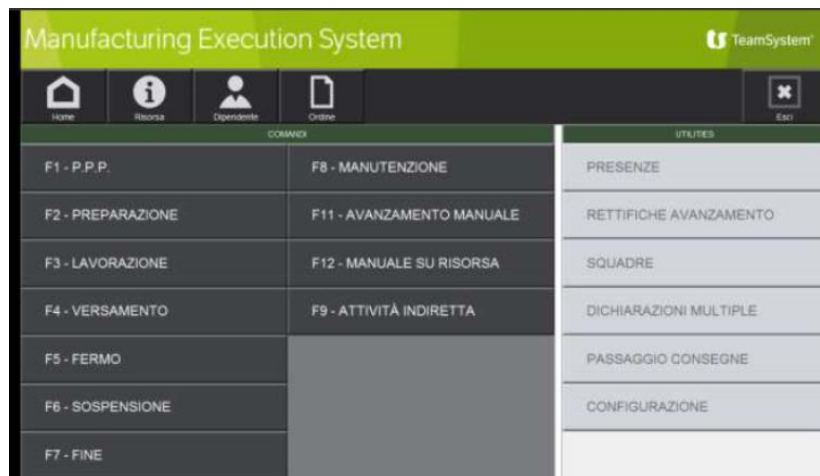 Manufacturing Execution System
TeamSystem
Home
Risorsa
Dipendente
Ordine
Esci
COMANDI
UTILITIES
F1 - P.P.P.
F8 - MANUTENZIONE
PRESENZE
F2 - PREPARAZIONE
F11 - AVANZAMENTO MANUALE
RETTIFICHE AVANZAMENTO
F3 - LAVORAZIONE
F12 - MANUALE SU RISORSA
SQUADRE
F4 - VERSAMENTO
F9 - ATTIVITÀ INDIRETTA
DICHIARAZIONI MULTIPLE
F5 - FERMO
PASSAGGIO CONSEGNE
F6 - SOSPENSIONE
CONFIGURAZIONE
F7 - FINE